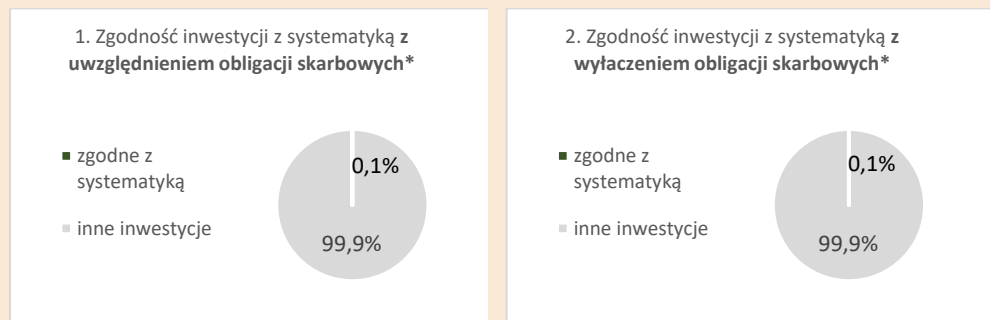 1. Zgodność inwestycji z systematyką z
uwzględnieniem obligacji skarbowych*
zgodne z
systematyką
inne inwestycje
0,1%
99,9%
2. Zgodność inwestycji z systematyką z
wyłaczeniem obligacji skarbowych*
zgodne z
systematyką
inne inwestycje
0,1%
99,9%